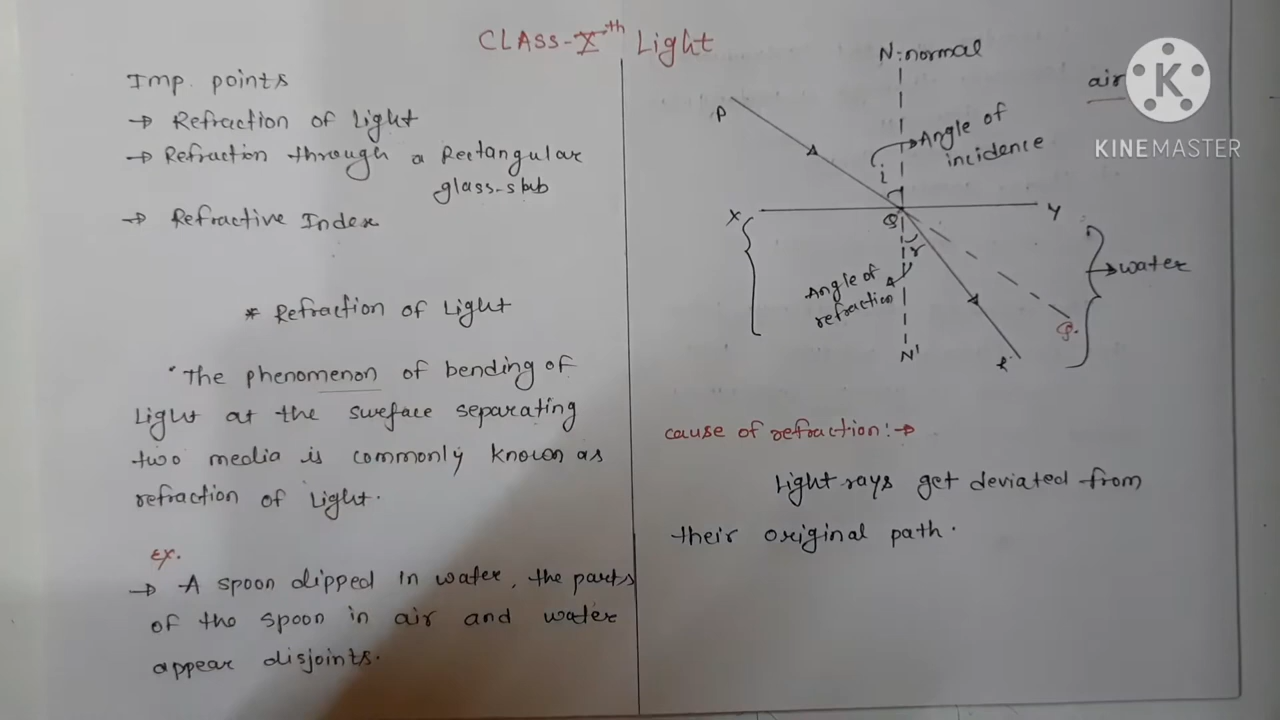 CLASS-Xth Light
Imp. points
→ Refraction of Light
→ Refraction through a Rectangular
glass-slab
→ Refractive Index
* Refraction of Light
The phenomenon of bending of
Light at the sweface separating
two media is commonly known as
refraction of Light.
Ex.
→ A spoon dipped in water, the parts
of the spoon in air and water
appear disjoints.
N:normal
air
P
Angle of
incidence
i
X
Y
Q
r
Angle of
refraction
water
N'
R
cause of refraction:→
Light rays get deviated from
their original path.
K
KINEMASTER